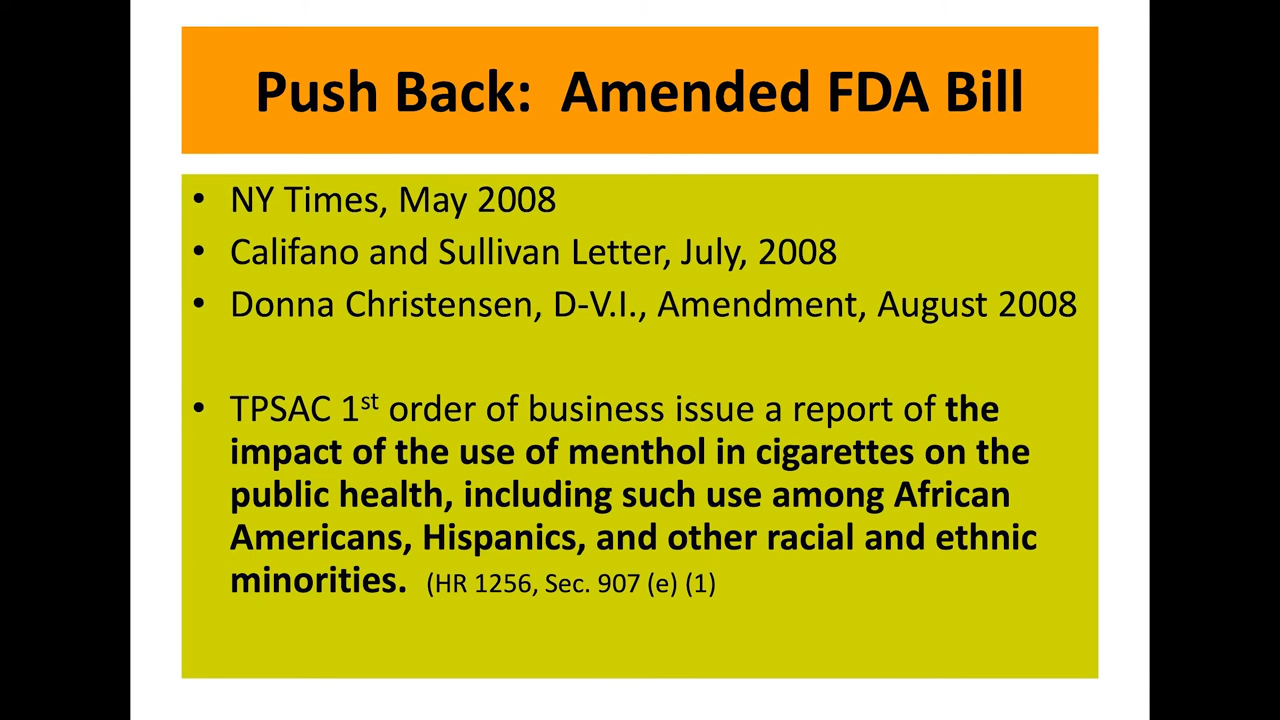 Push Back:  Amended FDA Bill
• NY Times, May 2008
• Califano and Sullivan Letter, July, 2008
• Donna Christensen, D-V.I., Amendment, August 2008
• TPSAC 1st order of business issue a report of the
impact of the use of menthol in cigarettes on the
public health, including such use among African
Americans, Hispanics, and other racial and ethnic
minorities.  (HR 1256, Sec. 907 (e) (1)